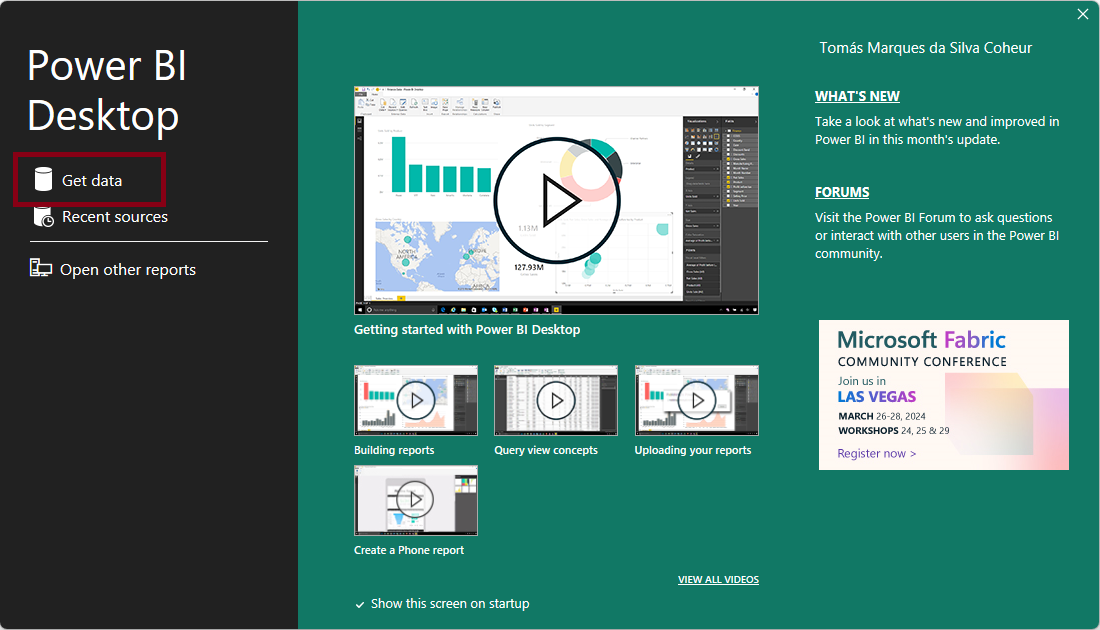 Power BI
Desktop
Get data
Recent sources
Open other reports
Tomás Marques da Silva Coheur
WHAT'S NEW
Take a look at what's new and improved in
Power BI in this month's update.
FORUMS
Visit the Power BI Forum to ask questions
or interact with other users in the Power BI
community.
1.13M
127.93M
Getting started with Power BI Desktop
Building reports
Query view concepts
Uploading your reports
Create a Phone report
VIEW ALL VIDEOS
Show this screen on startup
Microsoft Fabric
COMMUNITY CONFERENCE
Join us in
LAS VEGAS
MARCH 26-28, 2024
WORKSHOPS 24, 25 & 29
Register now >